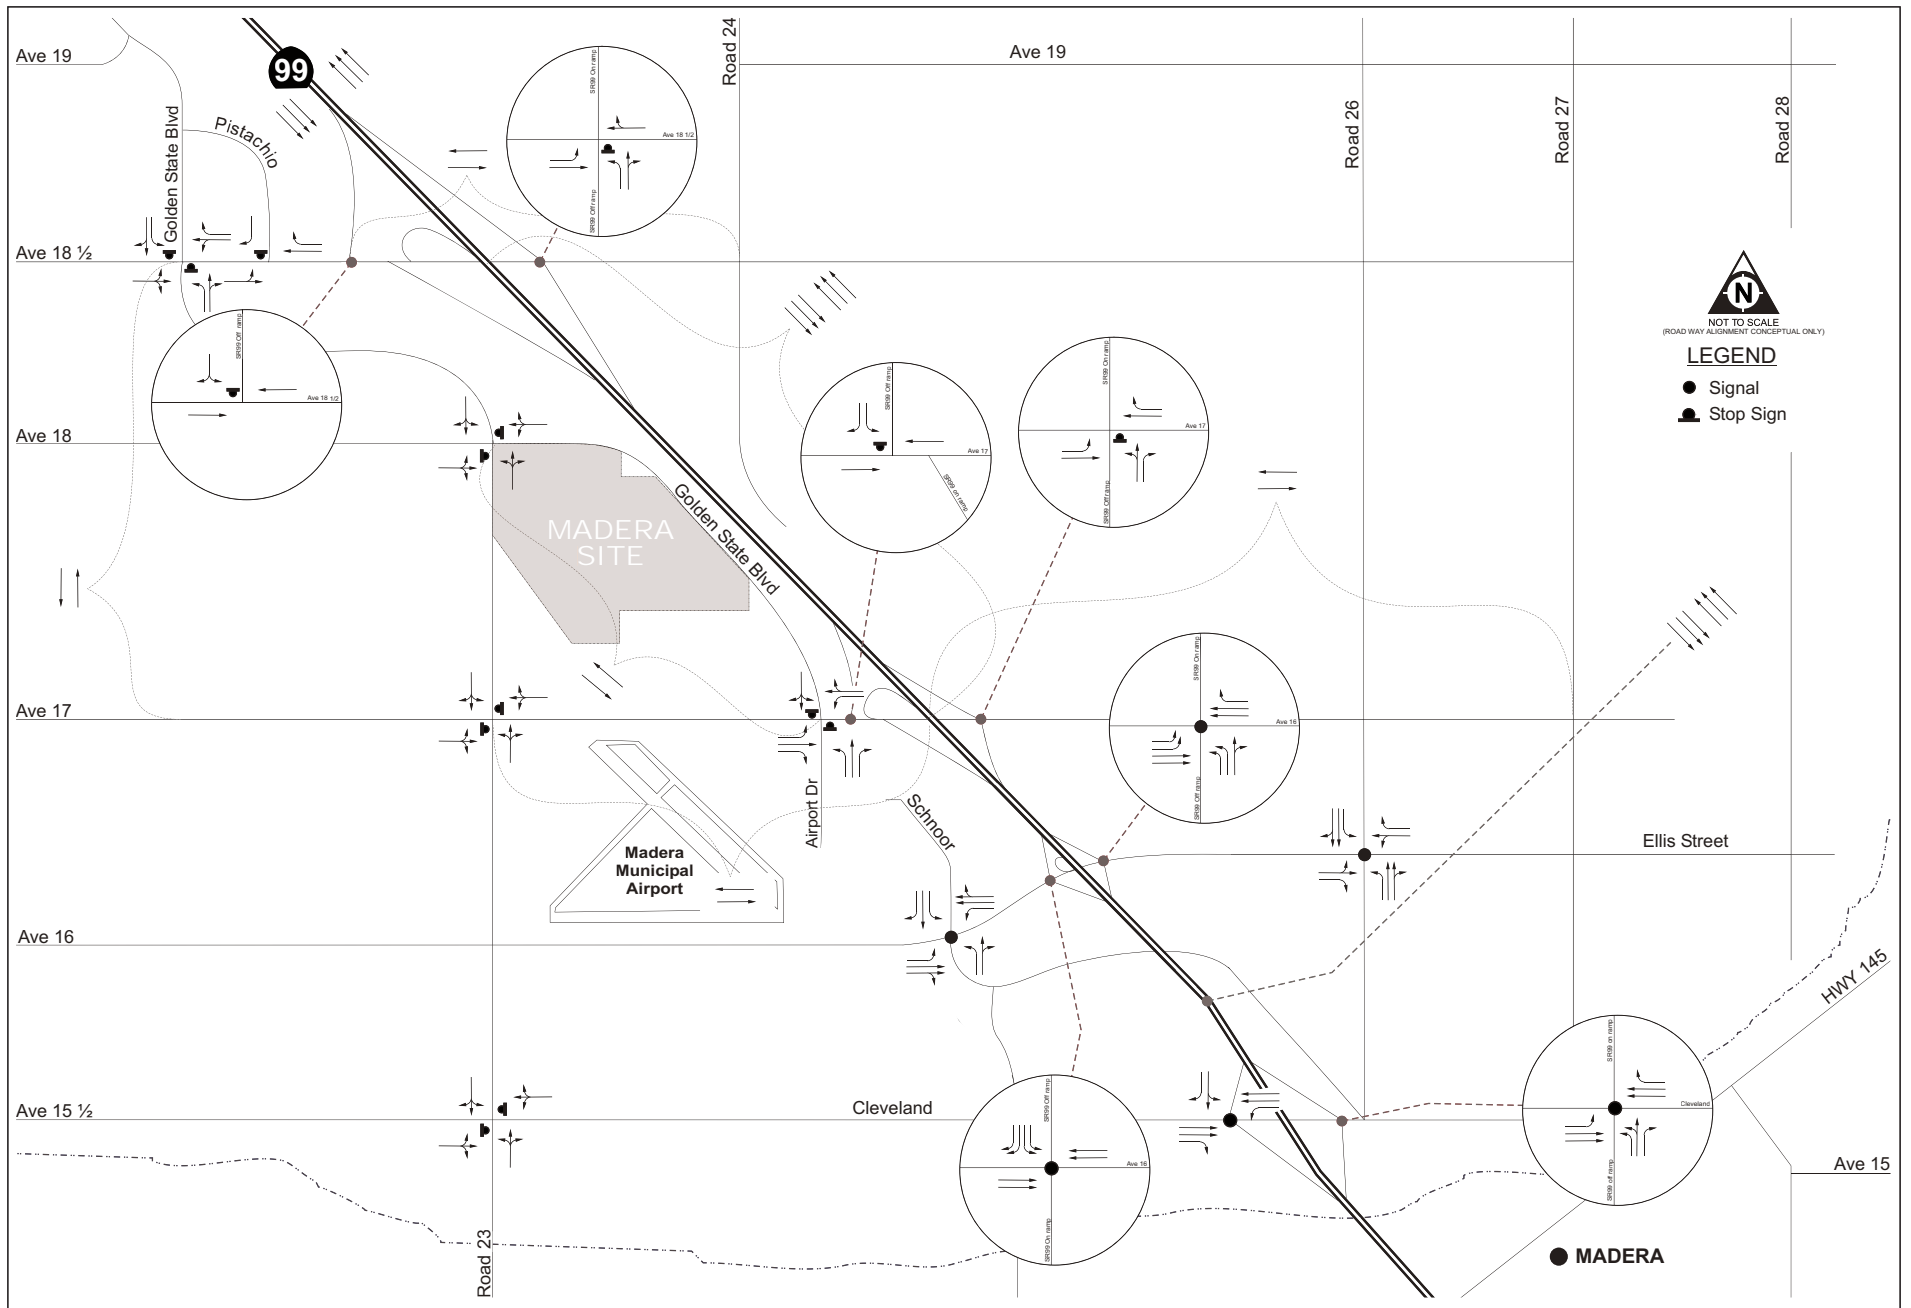 Ave 19
99
Road 24
Ave 19
Golden State Blvd
Pistachio
SR99 On ramp
Ave 18 1/2
SR99 Off ramp
Road 26
Road 27
Road 28
Ave 18 ½
N
NOT TO SCALE
(ROAD WAY ALIGNMENT CONCEPTUAL ONLY)
LEGEND
Signal
Stop Sign
SR99 Off ramp
Ave 18 1/2
SR99 Off ramp
Ave 17
SR99 on ramp
SR99 On ramp
Ave 17
SR99 Off ramp
Ave 18
MADERA
SITE
Golden State Blvd
SR99 On ramp
Ave 16
SR99 Off ramp
Ave 17
Airport Dr
Schnoor
Ellis Street
Madera
Municipal
Airport
Ave 16
HWY 145
SR99 on ramp
Cleveland
SR99 off ramp
Ave 15 ½
Cleveland
SR99 Off ramp
Ave 16
SR99 On ramp
Ave 15
Road 23
MADERA